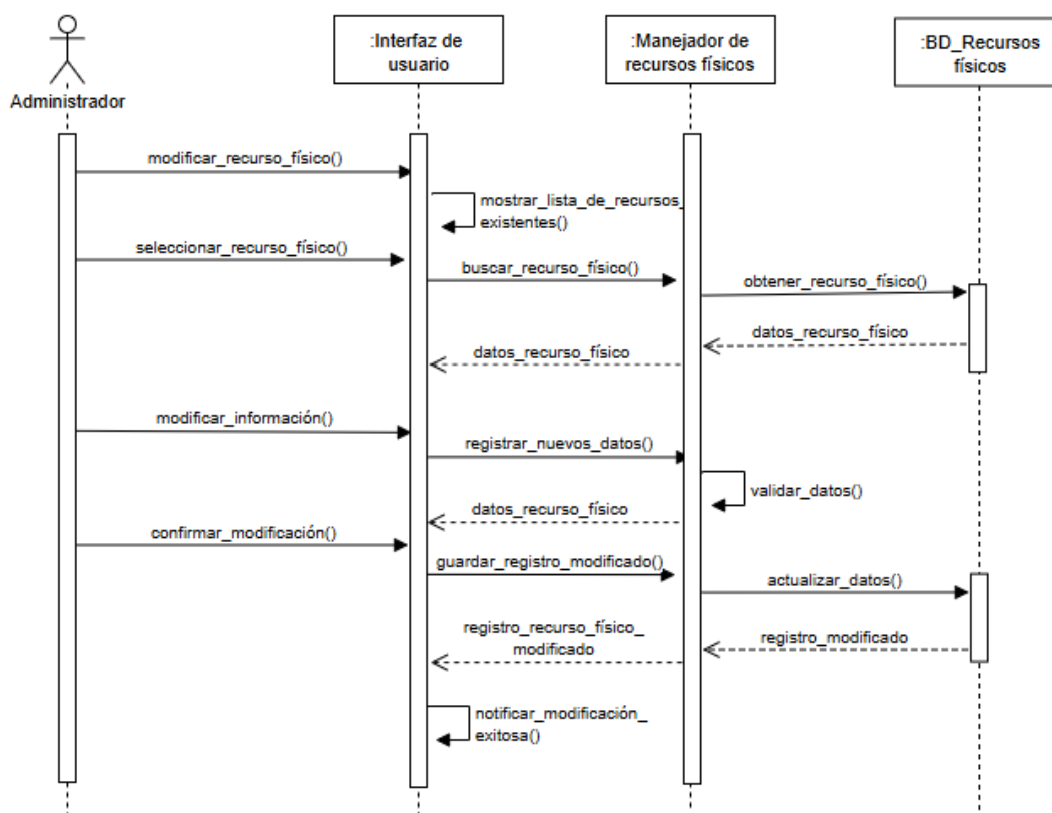 :Interfaz de
usuario
:Manejador de
recursos físicos
:BD_Recursos
físicos
Administrador
modificar_recurso_físico()
mostrar_lista_de_recursos_
existentes()
seleccionar_recurso_físico()
buscar_recurso_físico()
obtener_recurso_físico()
datos_recurso_físico
datos_recurso_físico
modificar_información()
registrar_nuevos_datos()
validar_datos()
datos_recurso_físico
confirmar_modificación()
guardar_registro_modificado()
actualizar_datos()
registro_recurso_físico_
modificado
registro_modificado
notificar_modificación_
exitosa()